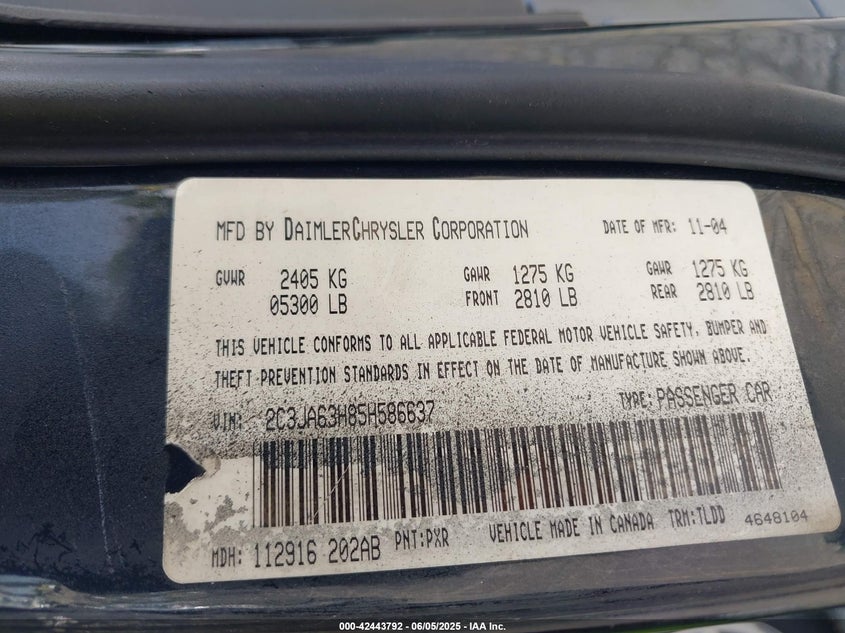 MFD BY DAIMLERCHRYSLER CORPORATION DATE OF MFR: 11-04
GVWR 2405 KG GAWR 1275 KG GAWR 1275 KG
05300 LB FRONT 2810 LB REAR 2810 LB
THIS VEHICLE CONFORMS TO ALL APPLICABLE FEDERAL MOTOR VEHICLE SAFETY, BUMPER AND
THEFT PREVENTION STANDARDS IN EFFECT ON THE DATE OF MANUFACTURE SHOWN ABOVE.
VIN: 2C3JA63H85H586637 TYPE: PASSENGER CAR
MDH: 112916 202AB PNT:PXR VEHICLE MADE IN CANADA TRM:TLDD 4648104
000-42443792 - 06/05/2025 - IAA Inc.